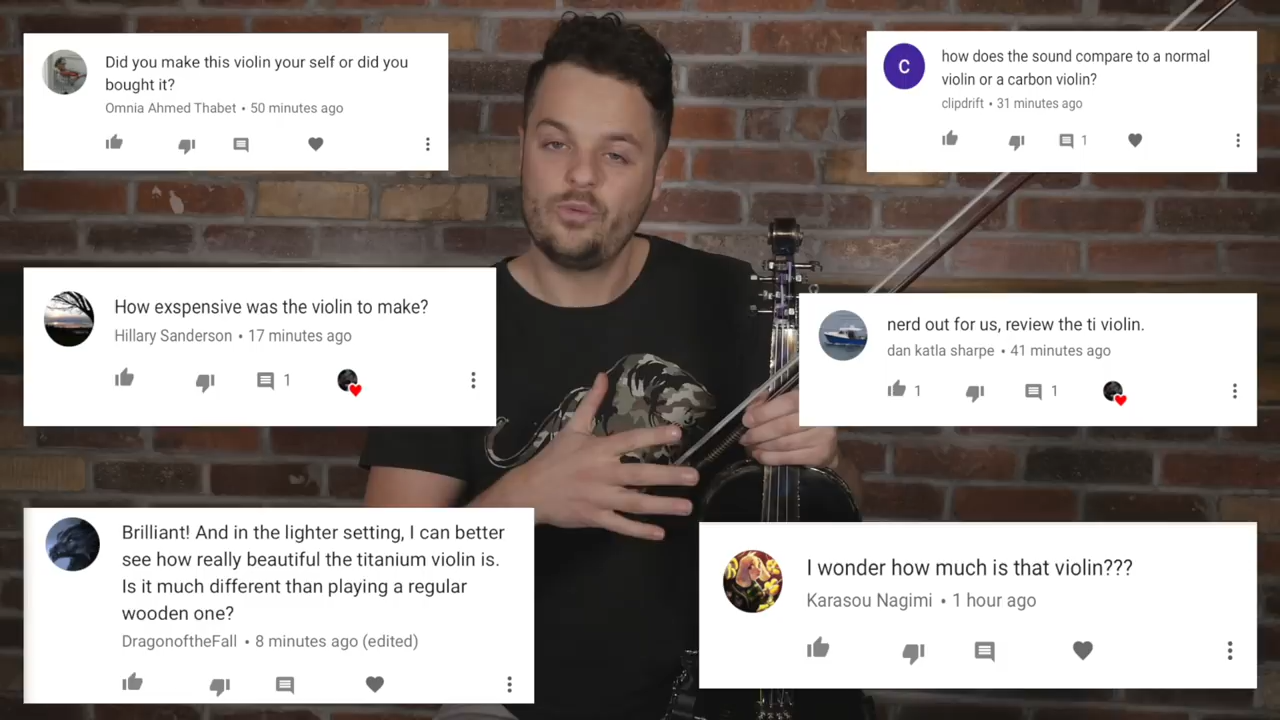 Did you make this violin your self or did you
bought it?
Omnia Ahmed Thabet • 50 minutes ago
how does the sound compare to a normal
violin or a carbon violin?
clipdrift • 31 minutes ago
1
C
How exspensive was the violin to make?
Hillary Sanderson • 17 minutes ago
1
nerd out for us, review the ti violin.
dan katla sharpe • 41 minutes ago
1 1
Brilliant! And in the lighter setting, I can better
see how really beautiful the titanium violin is.
Is it much different than playing a regular
wooden one?
DragonoftheFall • 8 minutes ago (edited)
I wonder how much is that violin???
Karasou Nagimi • 1 hour ago